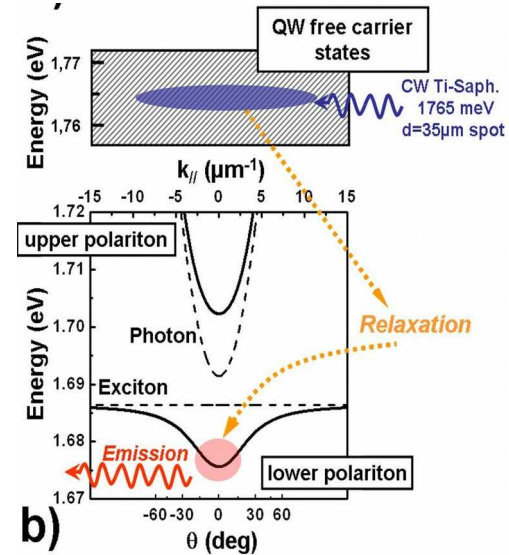 QW free carrier
states
Energy (eV)
1,77
1,76
CW Ti-Saph.
1765 meV
d=35µm spot
k// (µm-1)
-15 -10 -5 0 5 10 15
1.72
upper polariton
1.71
1.70
Photon
Relaxation
Energy (eV)
1.69
Exciton
1.68
Emission
lower polariton
1.67
-60 -30 0 30 60
θ (deg)
b)